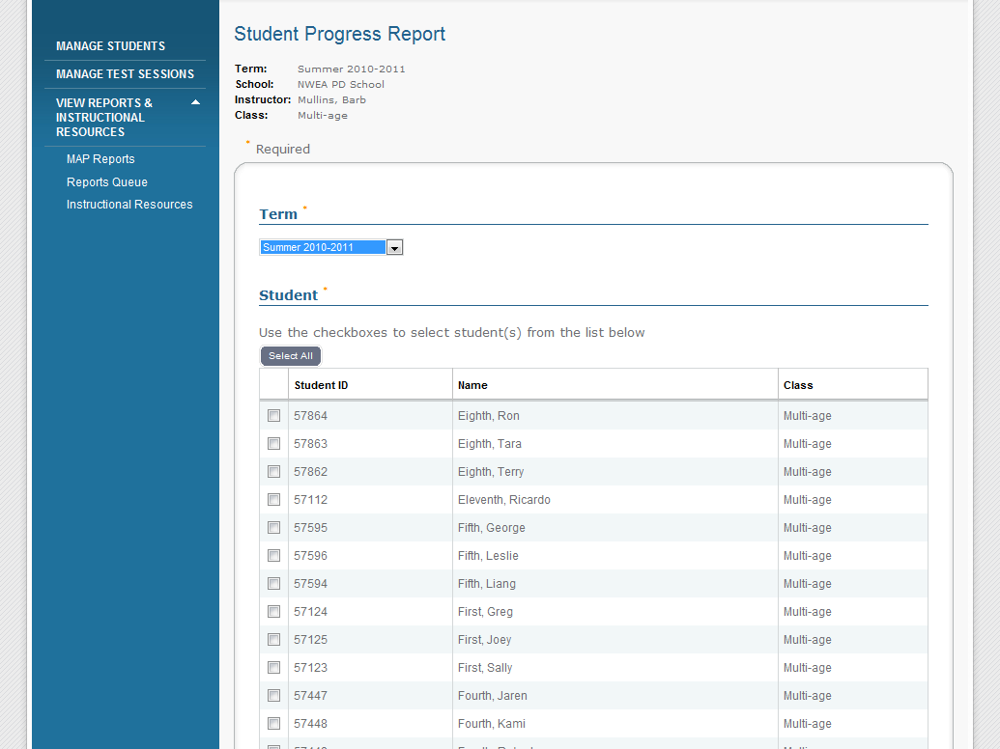 MANAGE STUDENTS
MANAGE TEST SESSIONS
VIEW REPORTS &
INSTRUCTIONAL
RESOURCES
MAP Reports
Reports Queue
Instructional Resources
Student Progress Report
Term: Summer 2010-2011
School: NWEA PD School
Instructor: Mullins, Barb
Class: Multi-age
* Required
Term *
Summer 2010-2011
Student *
Use the checkboxes to select student(s) from the list below
Select All
Student ID Name Class
57864 Eighth, Ron Multi-age
57863 Eighth, Tara Multi-age
57862 Eighth, Terry Multi-age
57112 Eleventh, Ricardo Multi-age
57595 Fifth, George Multi-age
57596 Fifth, Leslie Multi-age
57594 Fifth, Liang Multi-age
57124 First, Greg Multi-age
57125 First, Joey Multi-age
57123 First, Sally Multi-age
57447 Fourth, Jaren Multi-age
57448 Fourth, Kami Multi-age